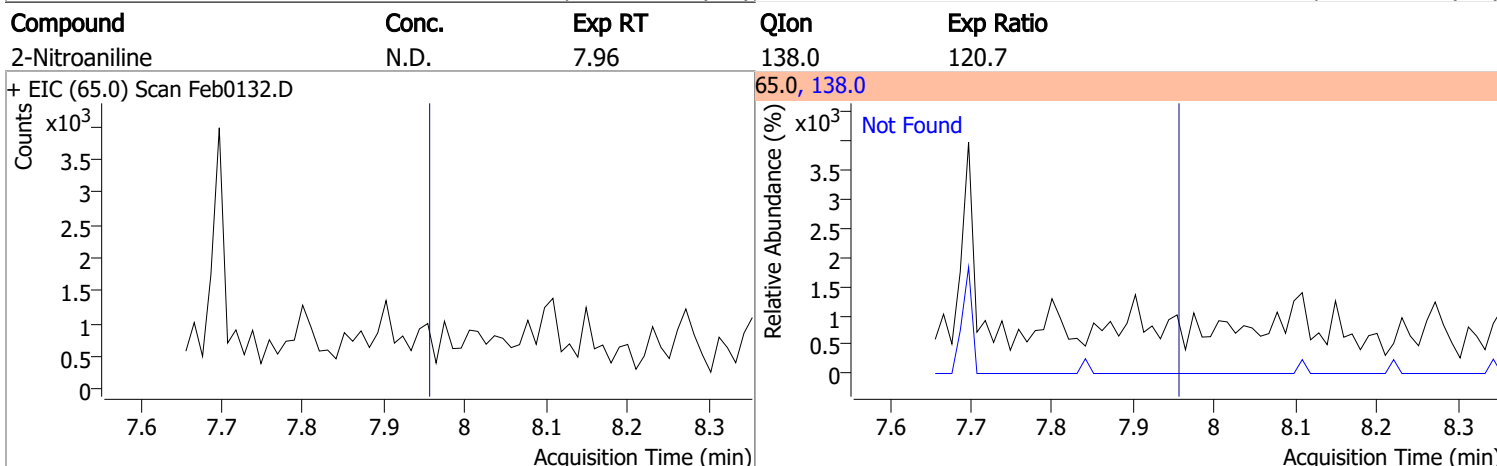 Compound Conc. Exp RT QIon Exp Ratio
2-Nitroaniline N.D. 7.96 138.0 120.7
+ EIC (65.0) Scan Feb0132.D
Counts
x10³
3.5
3
2.5
2
1.5
1
0.5
0
7.6 7.7 7.8 7.9 8 8.1 8.2 8.3
Acquisition Time (min)
65.0, 138.0
Relative Abundance (%)
x10³
Not Found
3.5
3
2.5
2
1.5
1
0.5
0
7.6 7.7 7.8 7.9 8 8.1 8.2 8.3
Acquisition Time (min)